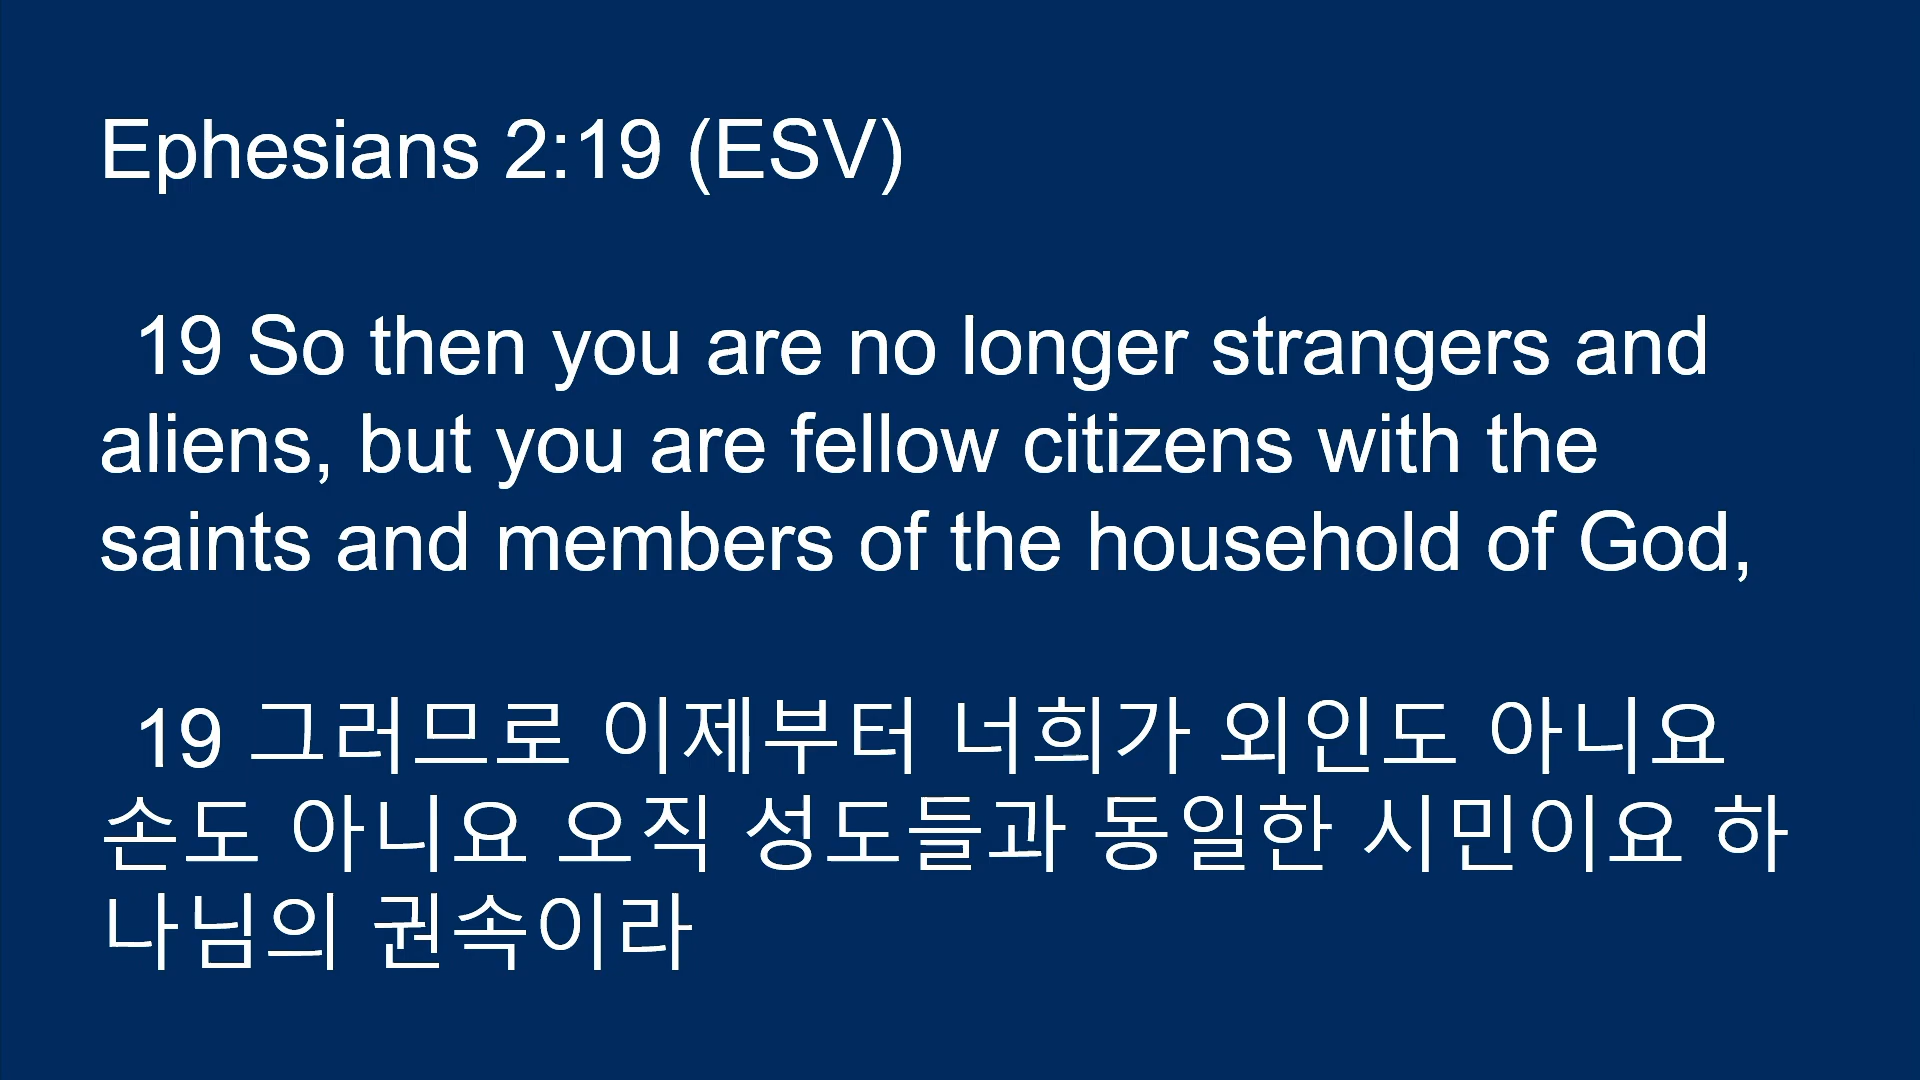 Ephesians 2:19 (ESV)
19 So then you are no longer strangers and
aliens, but you are fellow citizens with the
saints and members of the household of God,
19 그러므로 이제부터 너희가 외인도 아니요
손도 아니요 오직 성도들과 동일한 시민이요 하
나님의 권속이라